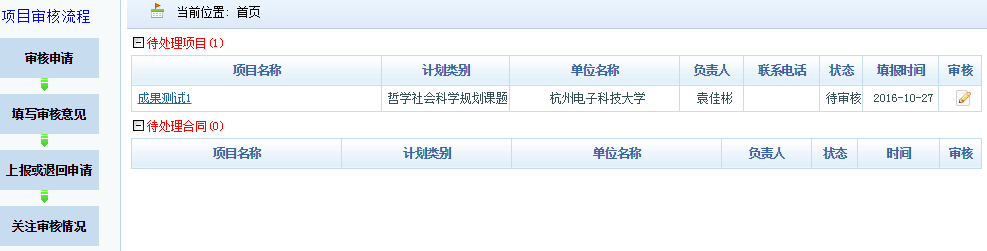 项目审核流程
审核申请
填写审核意见
上报或退回申请
关注审核情况
当前位置：首页
待处理项目(1)
项目名称 计划类别 单位名称 负责人 联系电话 状态 填报时间 审核
成果测试1 哲学社会科学规划课题 杭州电子科技大学 袁佳彬 待审核 2016-10-27
待处理合同(0)
项目名称 计划类别 单位名称 负责人 状态 时间 审核